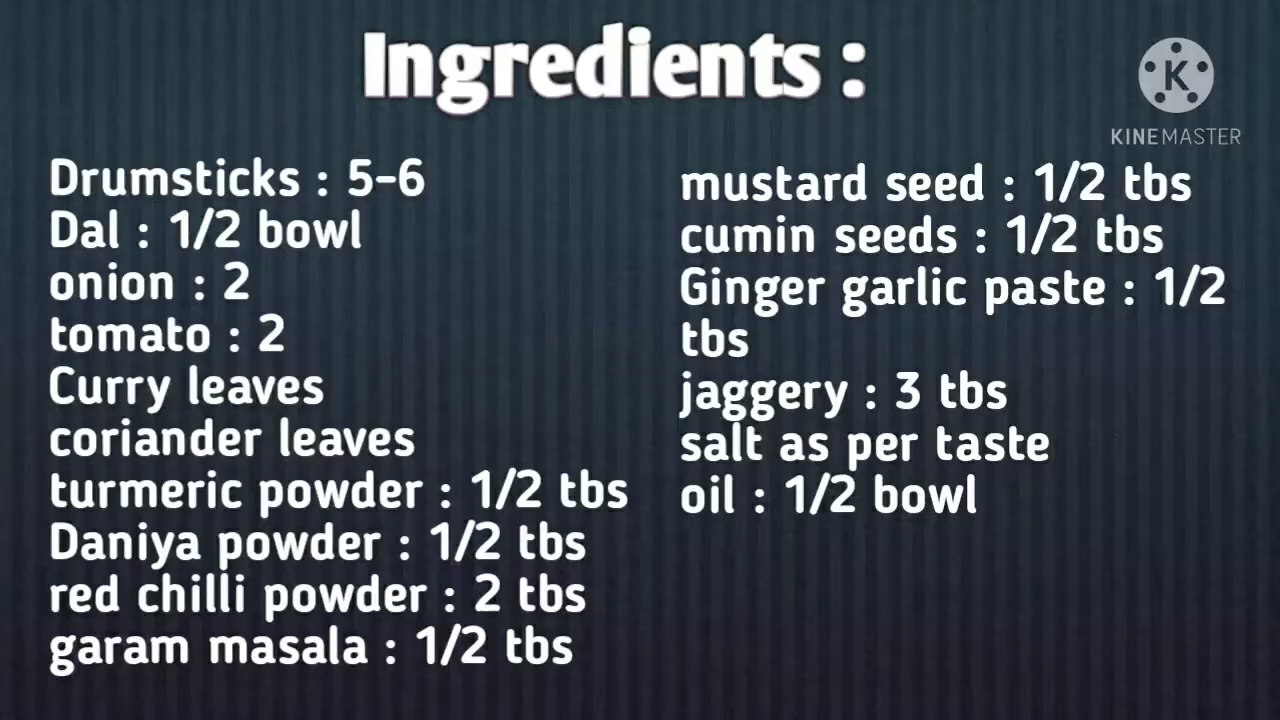 Ingredients :
K
KINEMASTER
Drumsticks : 5-6
Dal : 1/2 bowl
onion : 2
tomato : 2
Curry leaves
coriander leaves
turmeric powder : 1/2 tbs
Daniya powder : 1/2 tbs
red chilli powder : 2 tbs
garam masala : 1/2 tbs
mustard seed : 1/2 tbs
cumin seeds : 1/2 tbs
Ginger garlic paste : 1/2
tbs
jaggery : 3 tbs
salt as per taste
oil : 1/2 bowl